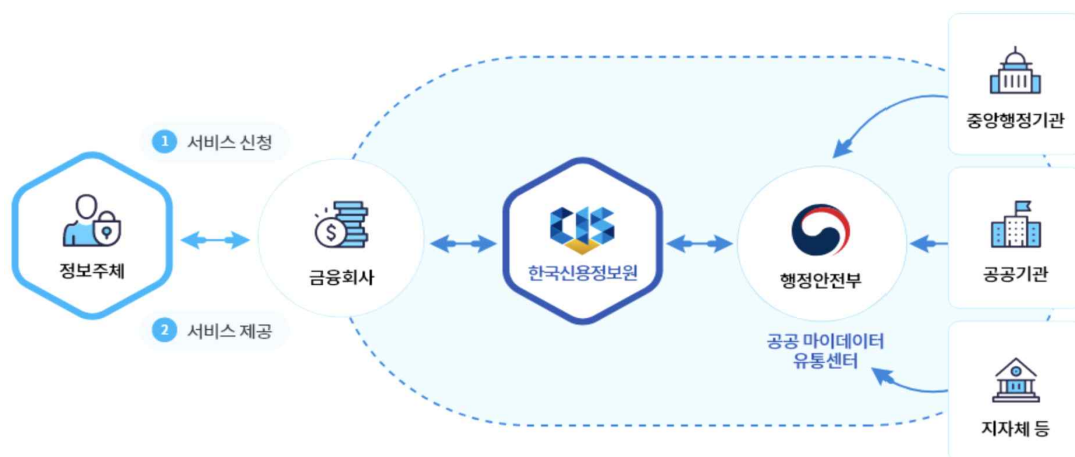 1 서비스 신청
정보주체
2 서비스 제공
금융회사
CIS
한국신용정보원
행정안전부
공공 마이데이터
유통센터
중앙행정기관
공공기관
지자체 등